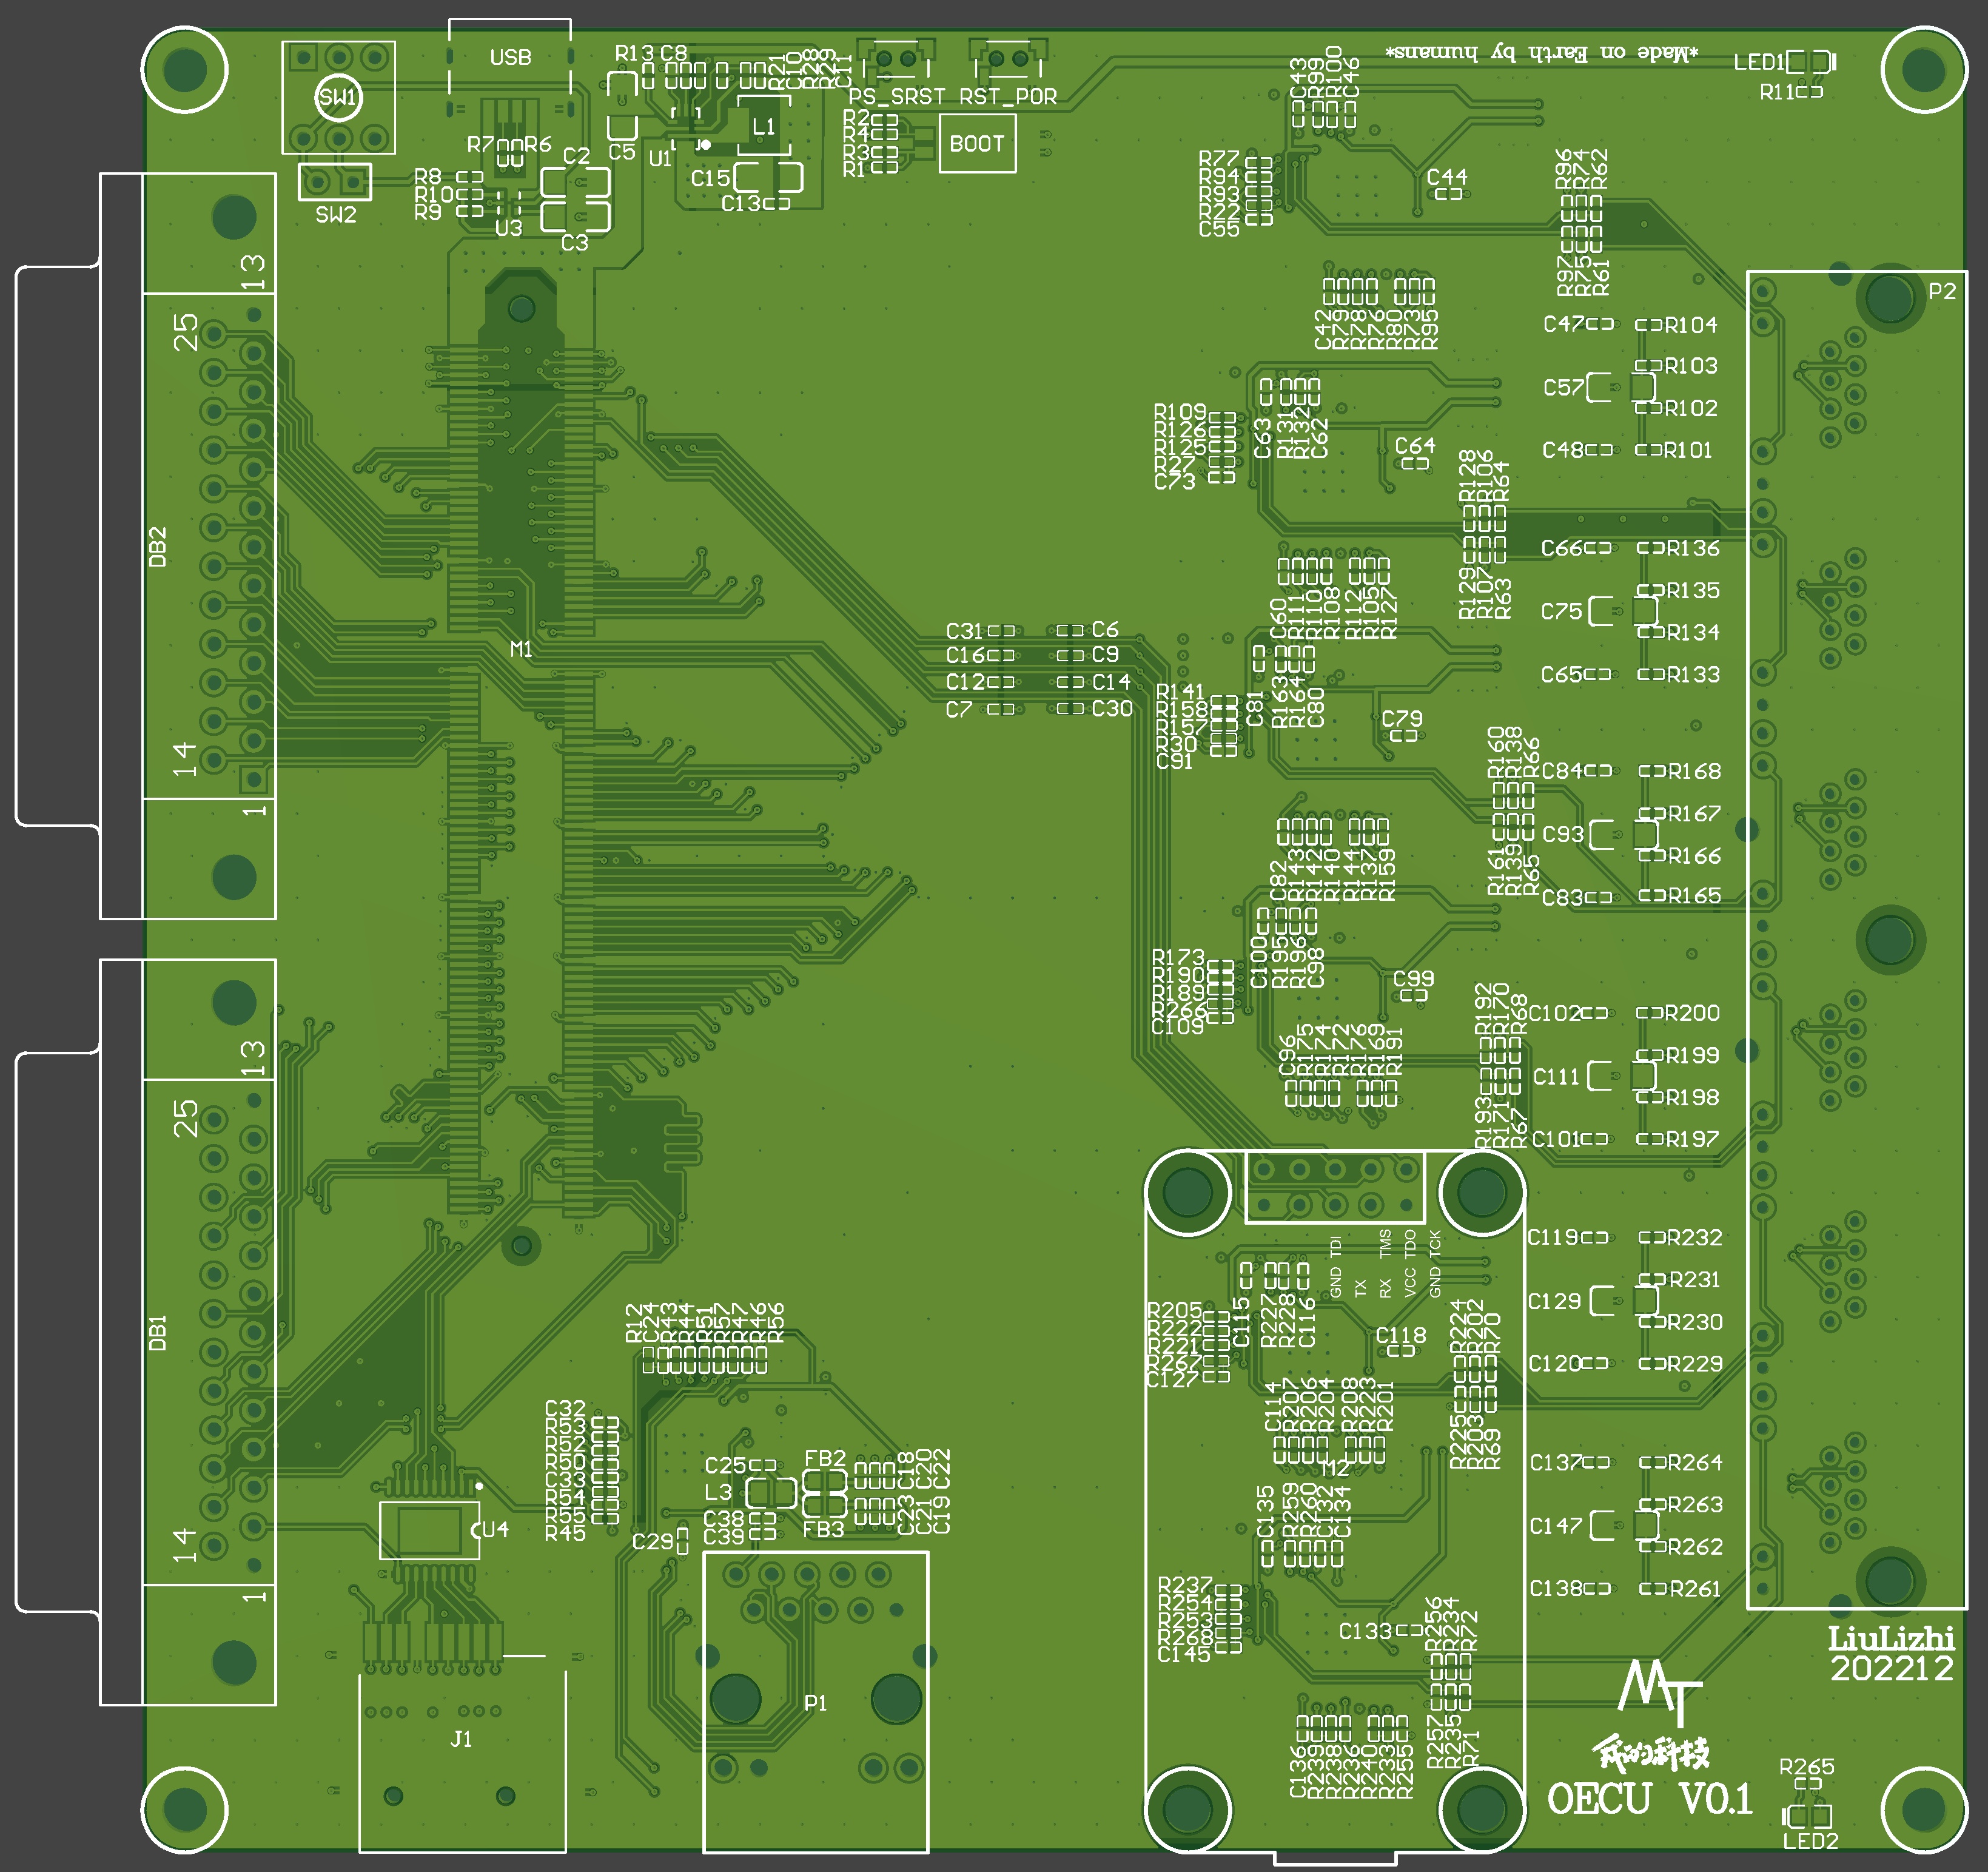 *Made on Earth by humans*
USB
SW1
SW2
R13 C8
R21
C10
R28
R29
C11
PS_SRST
RST_POR
LED1
R11
R7
R6
C2
C5
U1
L1
R2
R4
R3
R1
BOOT
C15
C13
R8
R10
R9
U3
C3
C43
R99
R100
C46
R77
R94
R93
R22
C55
C44
R96
R74
R62
R97
R75
R61
P2
13
25
DB2
14
1
M1
C42
R79
R78
R76
R80
R73
R95
C47
R104
R103
C57
R102
C48
R101
R109
R126
R125
R27
C73
C63
R131
R132
C62
C64
R128
R106
R64
R129
R107
R63
C66
R136
R135
C75
R134
C65
R133
C31
C6
C16
C9
C12
C14
C7
C30
C60
R111
R110
R108
R112
R105
R127
R141
R158
R157
R30
C91
C81
R163
R164
C80
C79
R160
R138
R66
R161
R139
R65
C84
R168
R167
C93
R166
C83
R165
C82
R143
R142
R140
R144
R137
R159
R173
R190
R189
R266
C109
C100
R195
R196
C98
C99
C96
R175
R174
R172
R176
R169
R191
R192
R170
R68
R193
R171
R67
C102
R200
R199
C111
R198
C101
R197
13
25
DB1
14
1
TDI
TMS
TDO
TCK
GND
TX
RX
VCC
GND
C119
R232
R231
C129
R230
C120
R229
R205
R222
R221
R267
C127
C115
R227
R228
C116
C118
R224
R202
R70
R225
R203
R69
C114
R207
R206
R204
R208
R223
R201
M2
R12
C24
R43
R44
R51
R57
R47
R46
R56
C32
R53
R52
R50
C33
R54
R55
R45
C25
FB2
L3
FB3
C38
C39
C29
C18
C20
C22
C23
C21
C19
U4
C137
R264
R263
C147
R262
C138
R261
C135
R259
R260
C132
C134
R237
R254
R253
R268
C145
C133
R256
R234
R72
R257
R235
R71
C136
R239
R238
R236
R240
R233
R255
J1
P1
LiuLizhi
202212
MT
OECU V0.1
R265
LED2